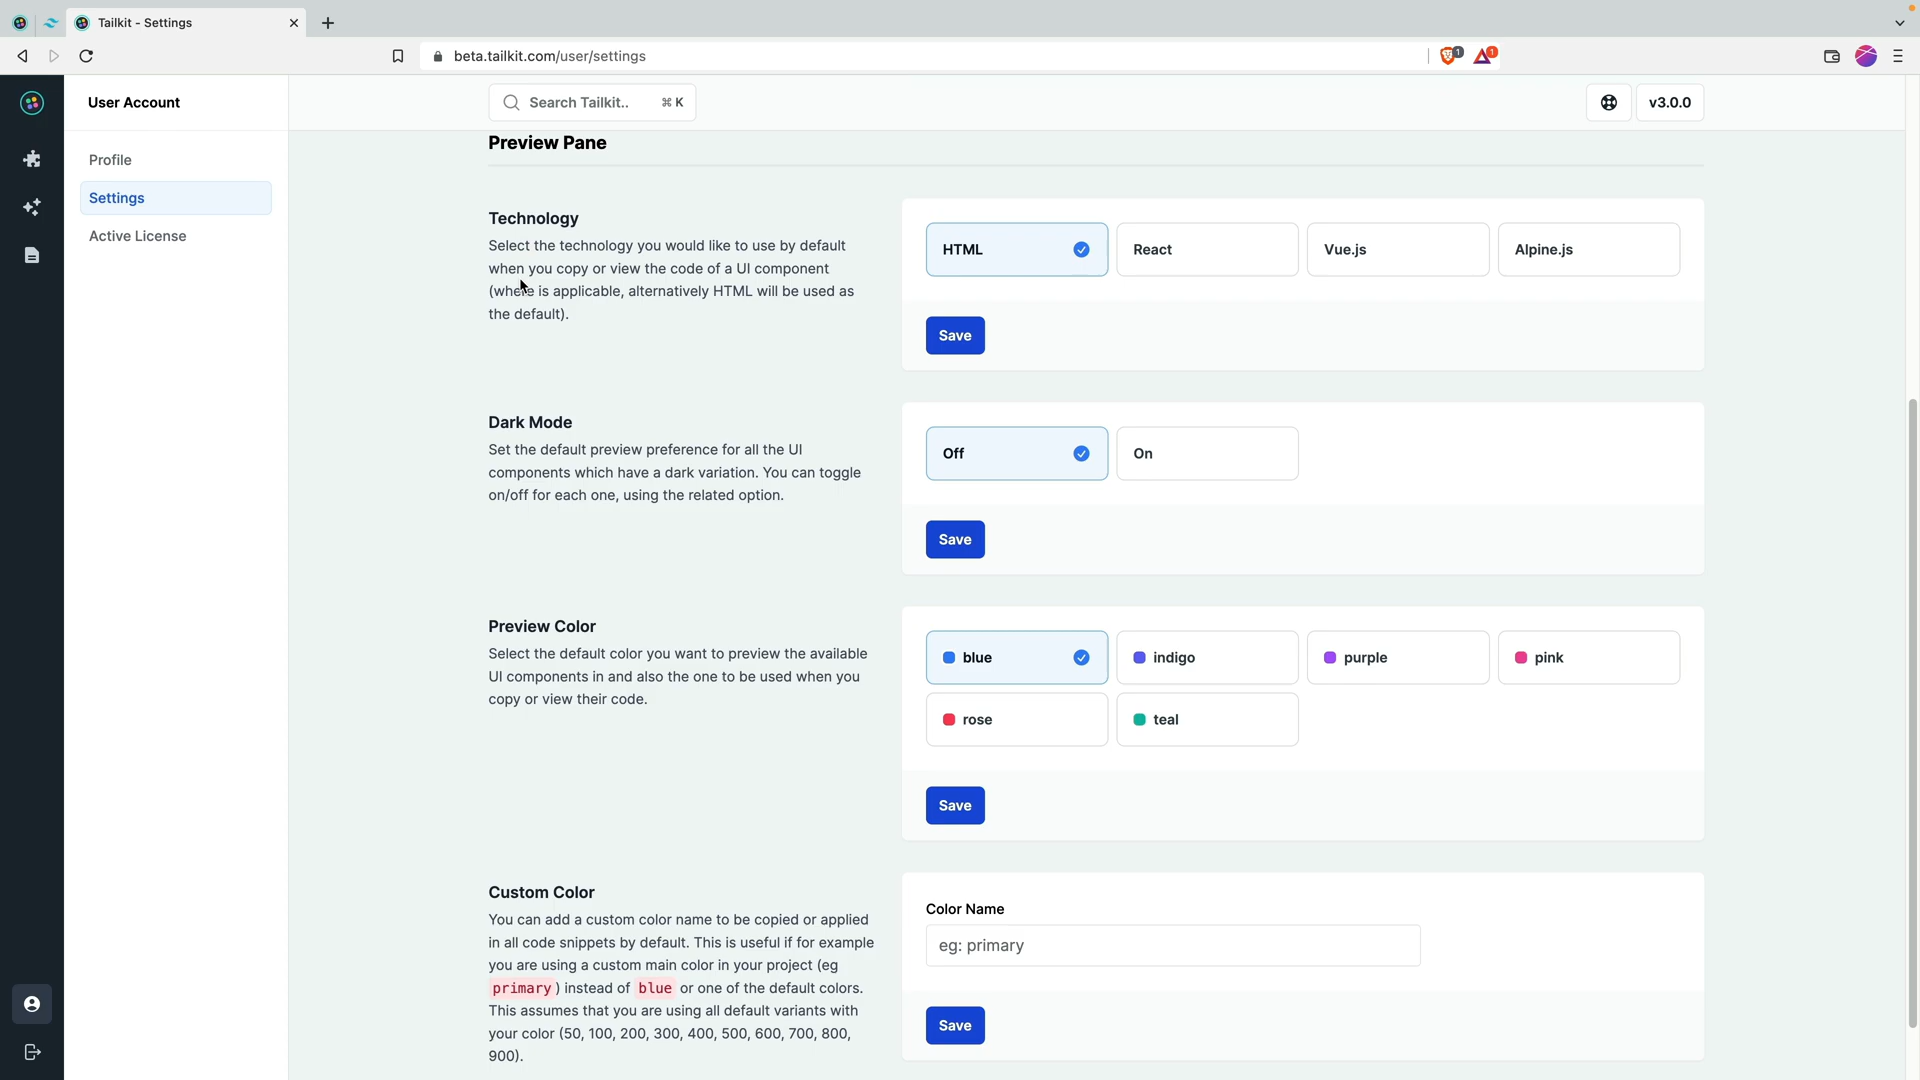 Tailkit - Settings
beta.tailkit.com/user/settings
1
1
User Account
Search Tailkit..
⌘ K
v3.0.0
Profile
Settings
Active License
Preview Pane
Technology
Select the technology you would like to use by default
when you copy or view the code of a UI component
(where is applicable, alternatively HTML will be used as
the default).
HTML
React
Vue.js
Alpine.js
Save
Dark Mode
Set the default preview preference for all the UI
components which have a dark variation. You can toggle
on/off for each one, using the related option.
Off
On
Save
Preview Color
Select the default color you want to preview the available
UI components in and also the one to be used when you
copy or view their code.
blue
indigo
purple
pink
rose
teal
Save
Custom Color
You can add a custom color name to be copied or applied
in all code snippets by default. This is useful if for example
you are using a custom main color in your project (eg
primary ) instead of blue or one of the default colors.
This assumes that you are using all default variants with
your color (50, 100, 200, 300, 400, 500, 600, 700, 800,
900).
Color Name
eg: primary
Save